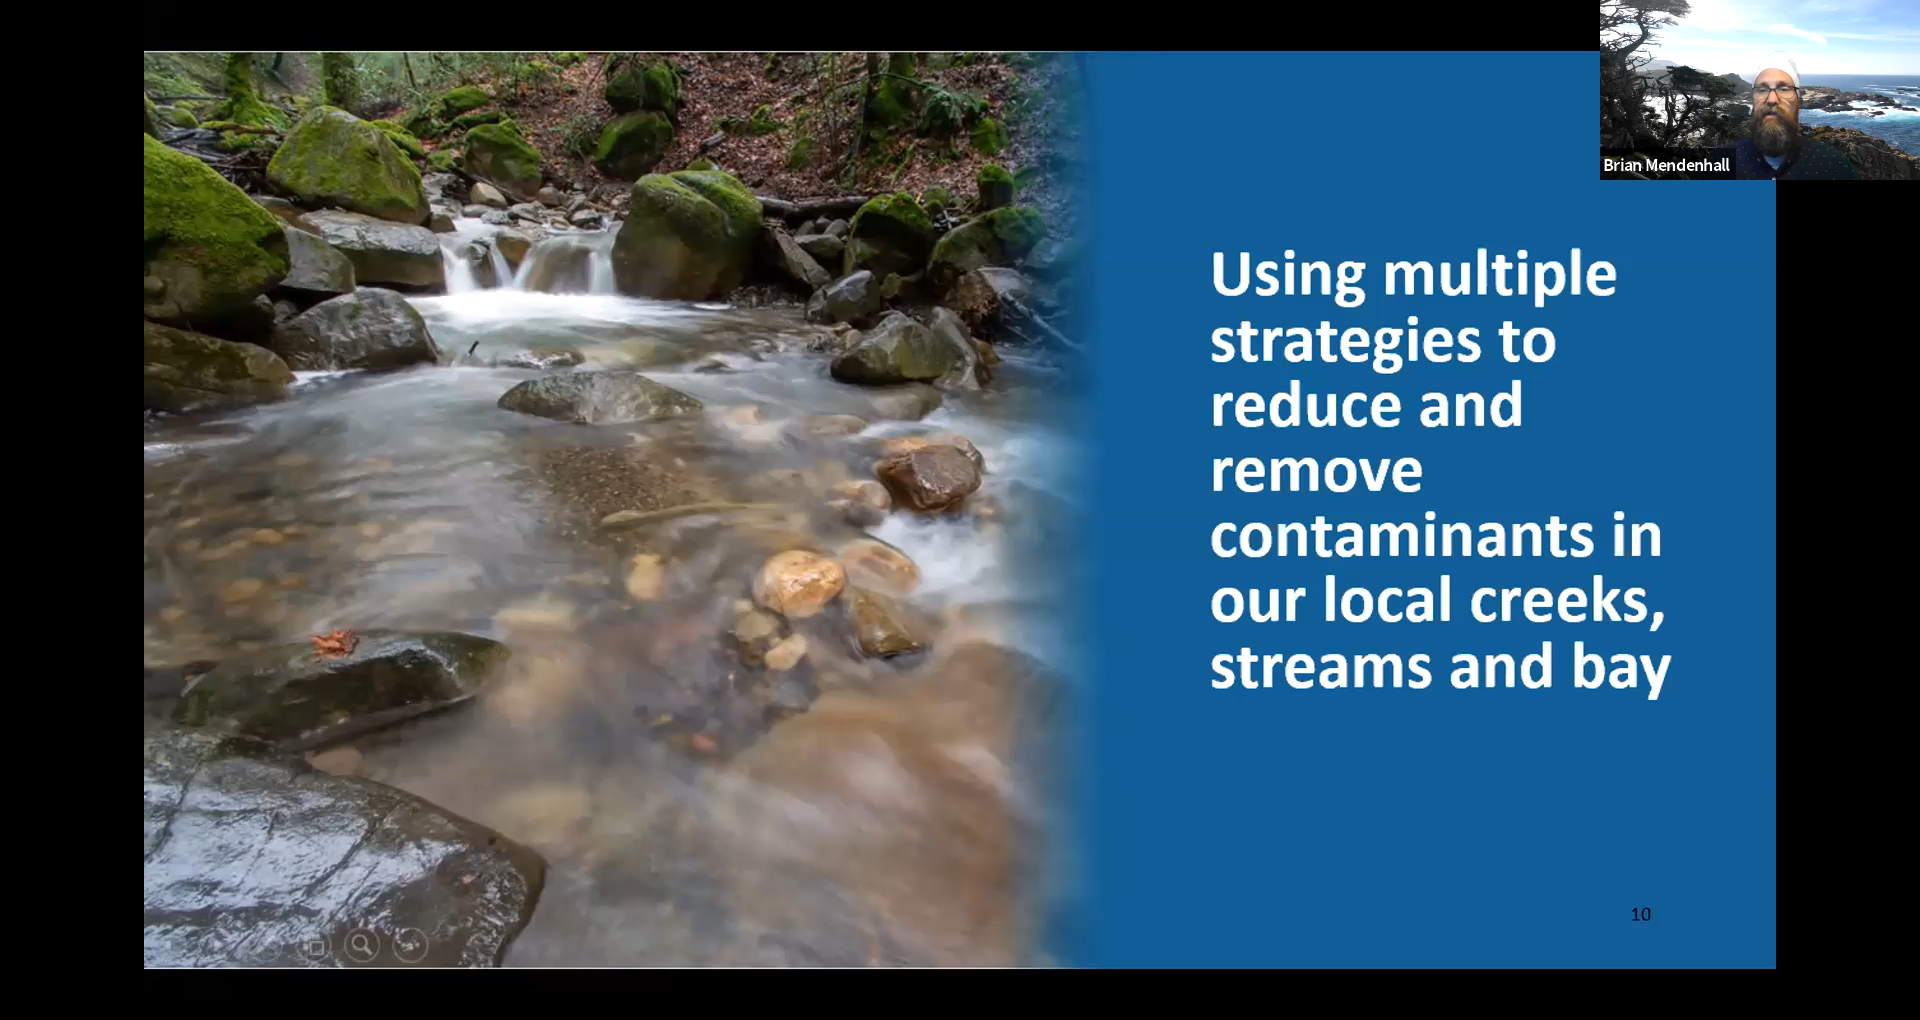 Brian Mendenhall
Using multiple
strategies to
reduce and
remove
contaminants in
our local creeks,
streams and bay
10